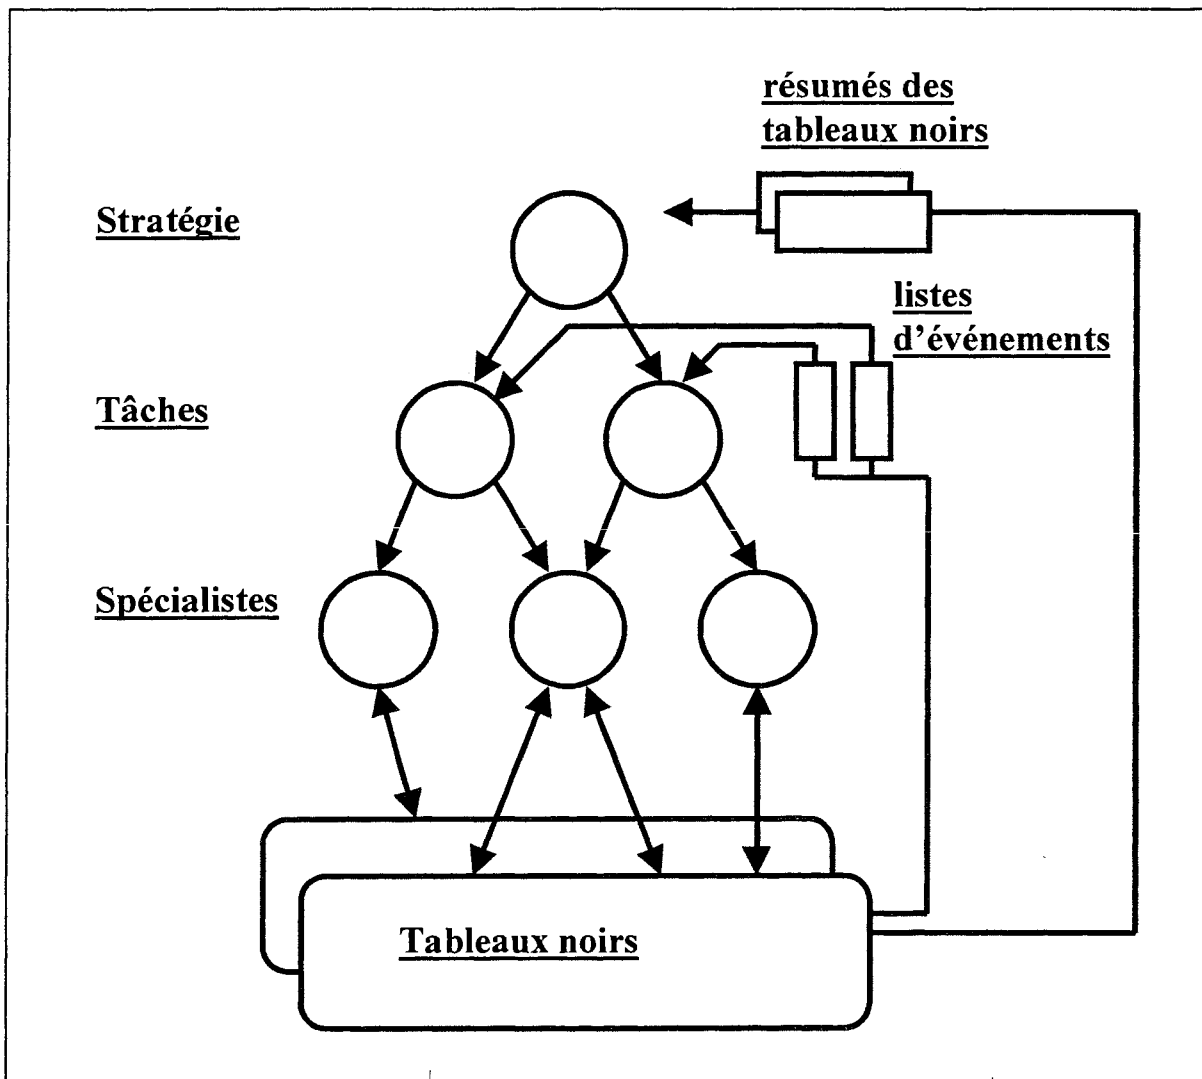 résumés des
tableaux noirs
Stratégie
listes
d'événements
Tâches
Spécialistes
Tableaux noirs